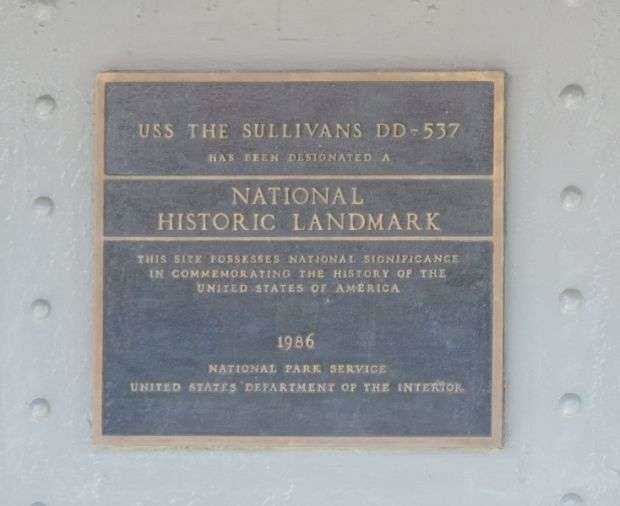 USS THE SULLIVANS DD-537
HAS BEEN DESIGNATED A
NATIONAL
HISTORIC LANDMARK
THIS SITE POSSESSES NATIONAL SIGNIFICANCE
IN COMMEMORATING THE HISTORY OF THE
UNITED STATES OF AMERICA
1986
NATIONAL PARK SERVICE
UNITED STATES DEPARTMENT OF THE INTERIOR